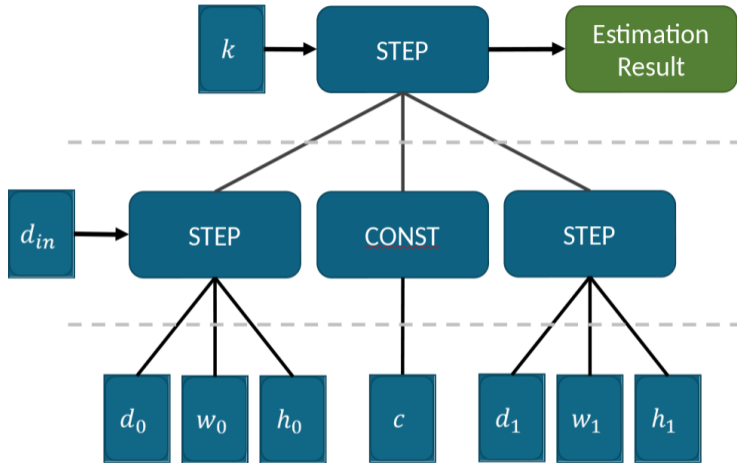 k
STEP
Estimation
Result
d_in
STEP
CONST
STEP
d_0
w_0
h_0
c
d_1
w_1
h_1